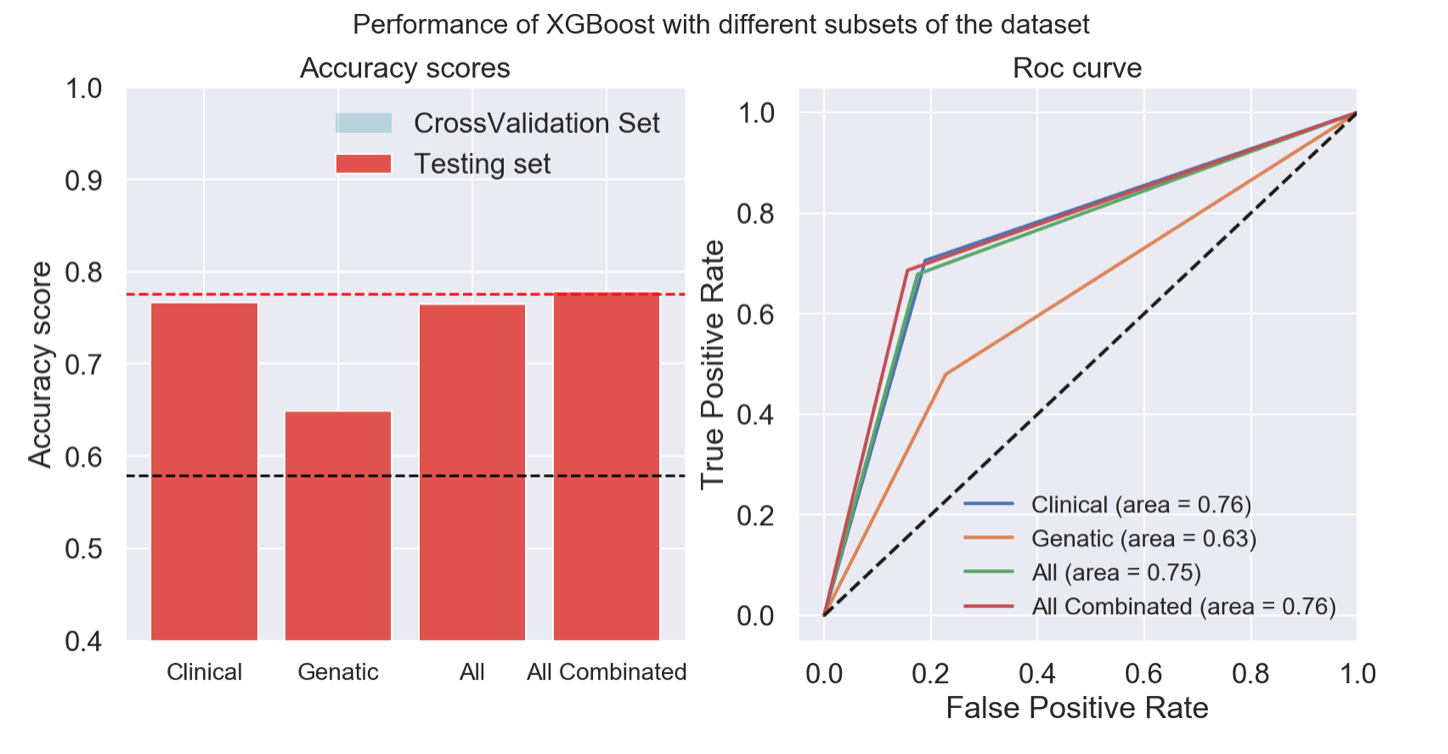 Performance of XGBoost with different subsets of the dataset
Accuracy scores
Accuracy score
1.0
0.9
0.8
0.7
0.6
0.5
0.4
CrossValidation Set
Testing set
Clinical
Genatic
All
All Combinated
Roc curve
True Positive Rate
1.0
0.8
0.6
0.4
0.2
0.0
Clinical (area = 0.76)
Genatic (area = 0.63)
All (area = 0.75)
All Combinated (area = 0.76)
0.0
0.2
0.4
0.6
0.8
1.0
False Positive Rate